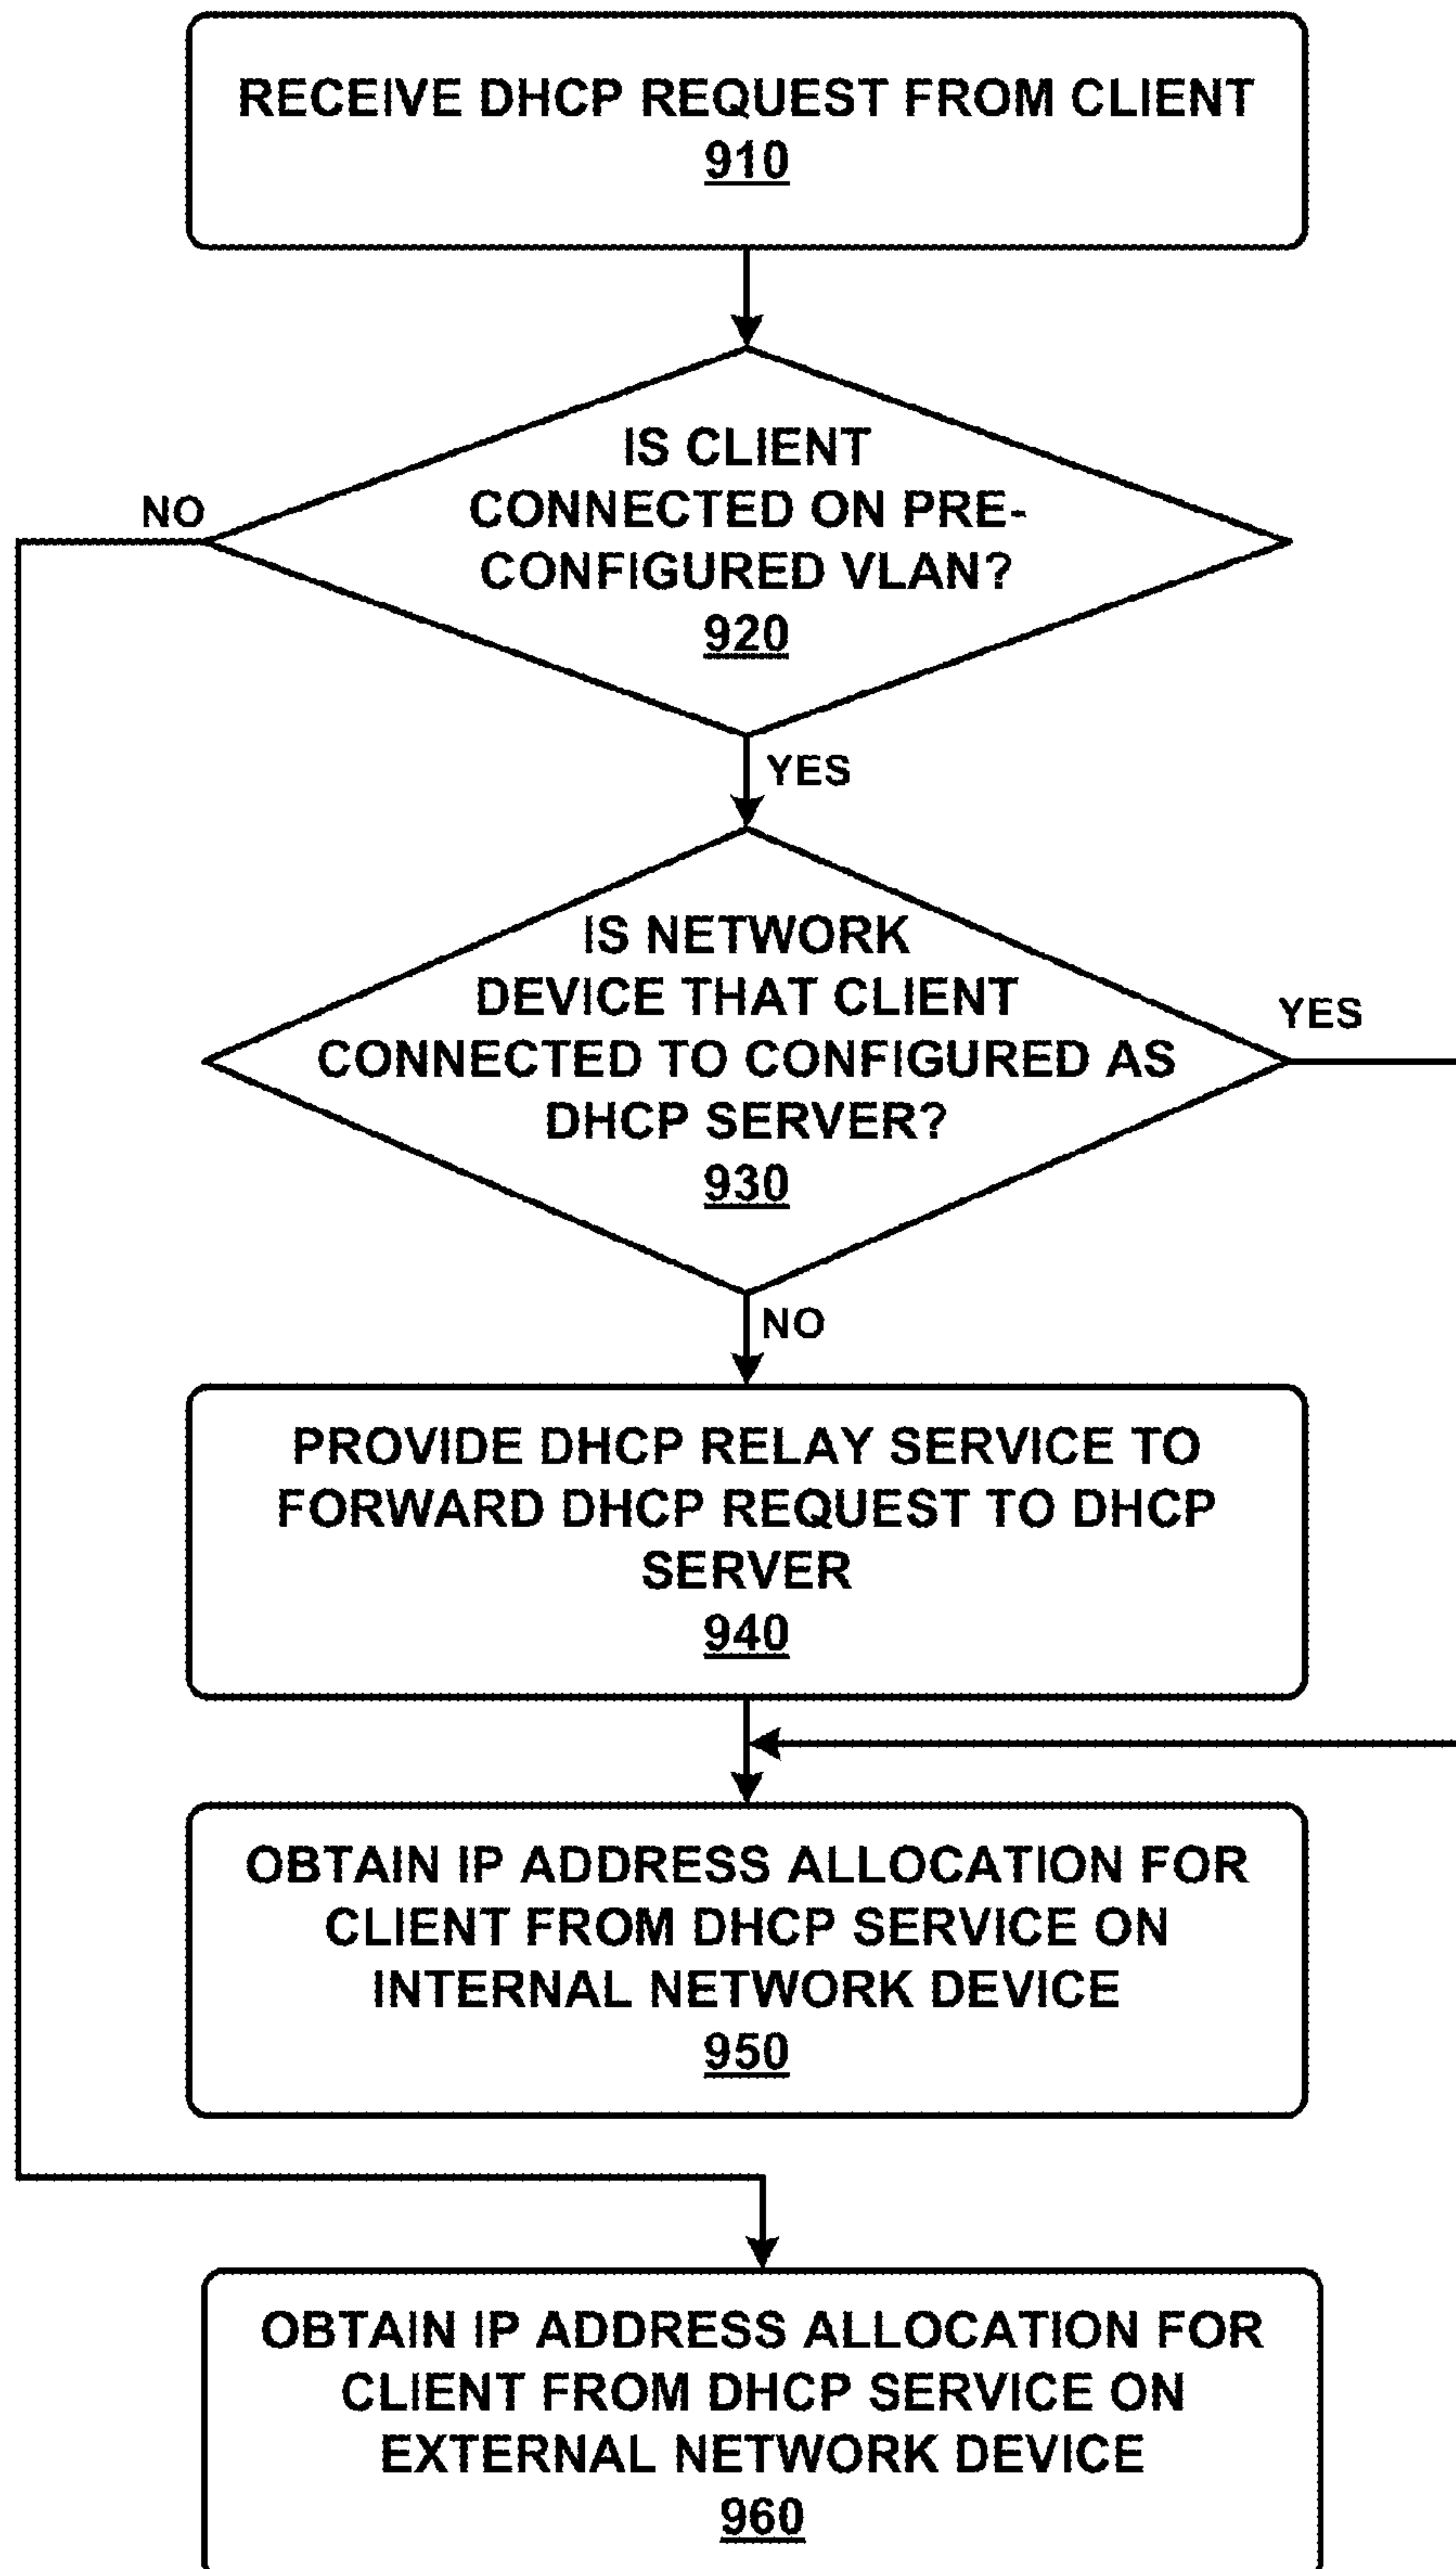 RECEIVE DHCP REQUEST FROM CLIENT
910
IS CLIENT
CONNECTED ON PRE-
CONFIGURED VLAN?
920
NO
YES
IS NETWORK
DEVICE THAT CLIENT
CONNECTED TO CONFIGURED AS
DHCP SERVER?
930
YES
NO
PROVIDE DHCP RELAY SERVICE TO
FORWARD DHCP REQUEST TO DHCP
SERVER
940
OBTAIN IP ADDRESS ALLOCATION FOR
CLIENT FROM DHCP SERVICE ON
INTERNAL NETWORK DEVICE
950
OBTAIN IP ADDRESS ALLOCATION FOR
CLIENT FROM DHCP SERVICE ON
EXTERNAL NETWORK DEVICE
960